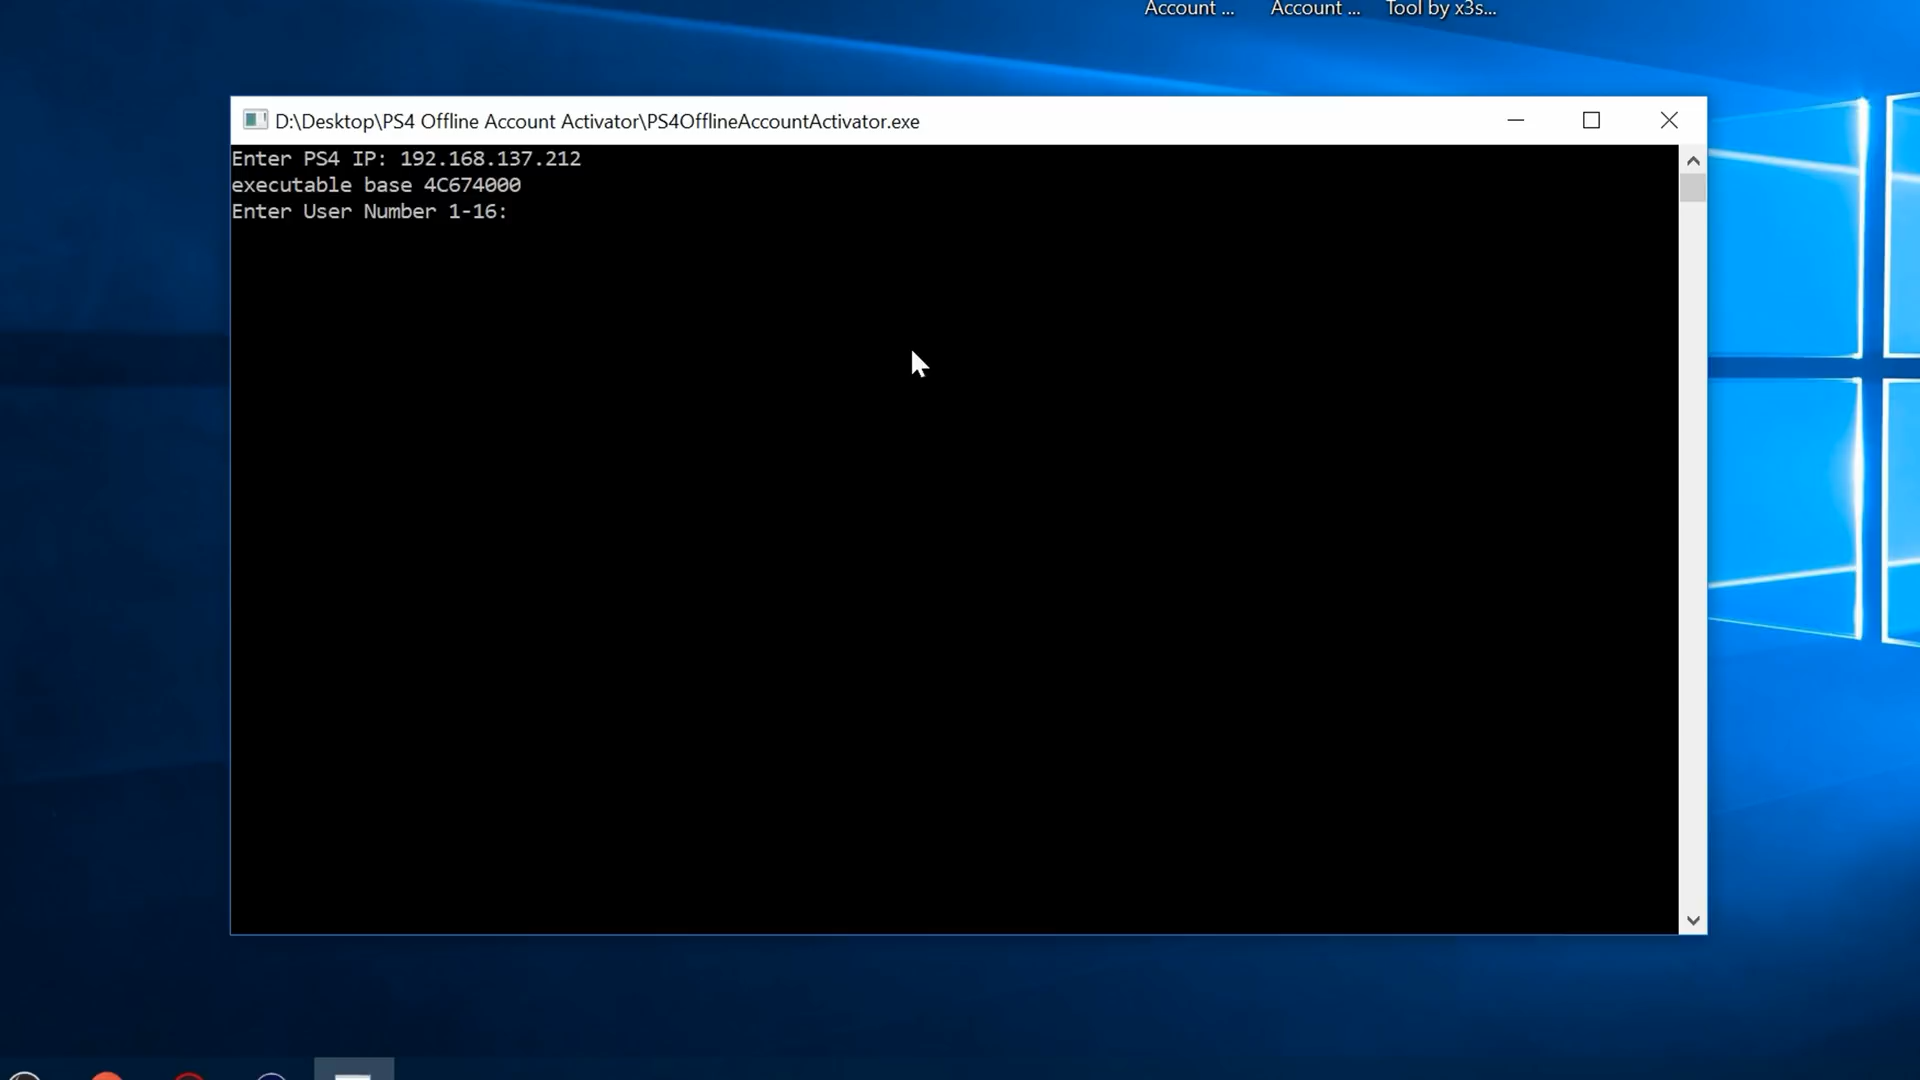 Account ... Account ... Tool by x3s...
D:\Desktop\PS4 Offline Account Activator\PS4OfflineAccountActivator.exe
Enter PS4 IP: 192.168.137.212
executable base 4C674000
Enter User Number 1-16: